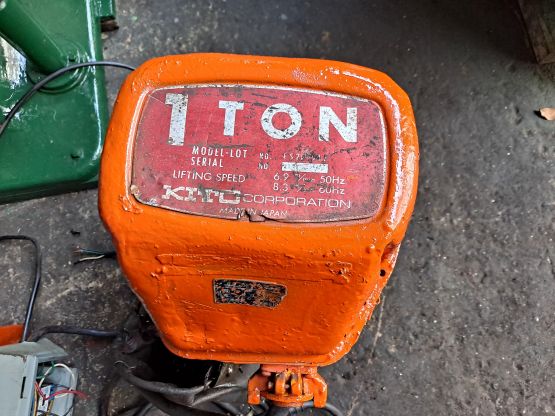 1 TON
MODEL-LOT NO.
SERIAL NO
LIFTING SPEED 6.9 50Hz
8.3 60Hz
KITO CORPORATION
MADE IN JAPAN